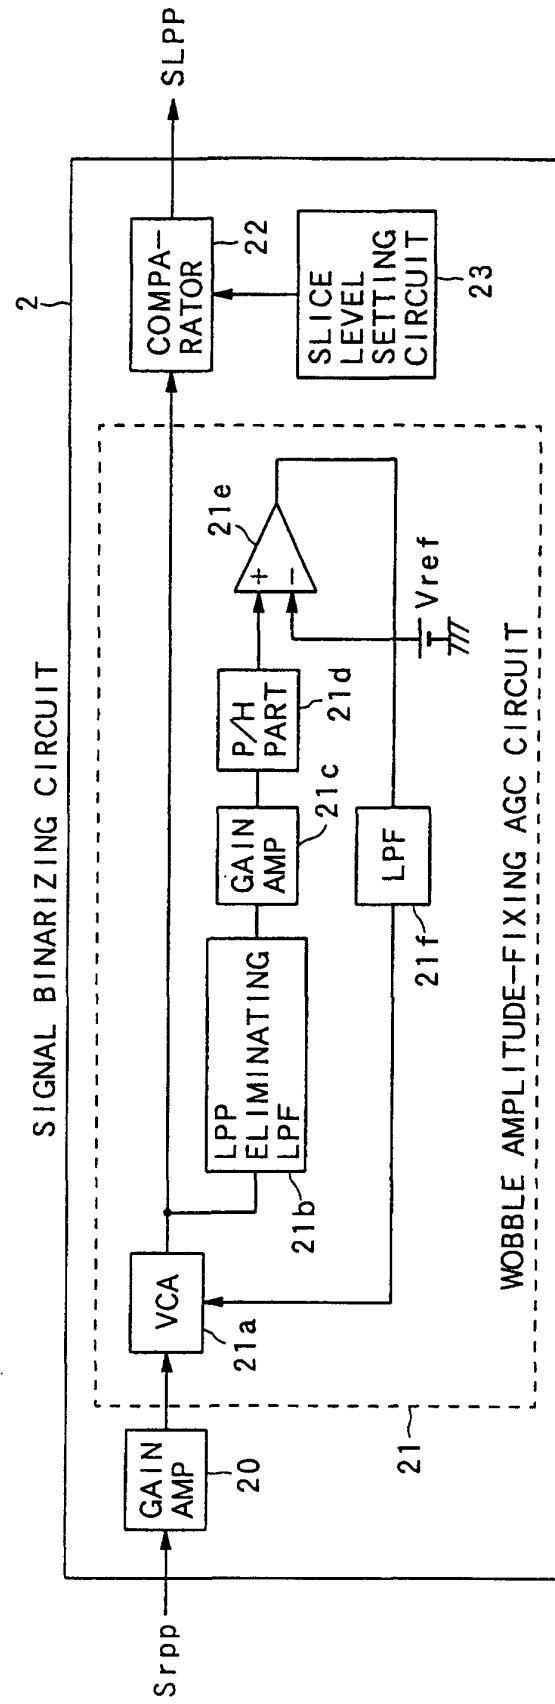 SIGNAL BINARIZING CIRCUIT
2
Srpp
GAIN
AMP
20
VCA
21a
LPP
ELIMINATING
LPF
21b
GAIN
AMP
21c
P/H
PART
21d
+
−
21e
Vref
LPF
21f
21
WOBBLE AMPLITUDE-FIXING AGC CIRCUIT
COMPA-
RATOR
22
SLICE
LEVEL
SETTING
CIRCUIT
23
SLPP